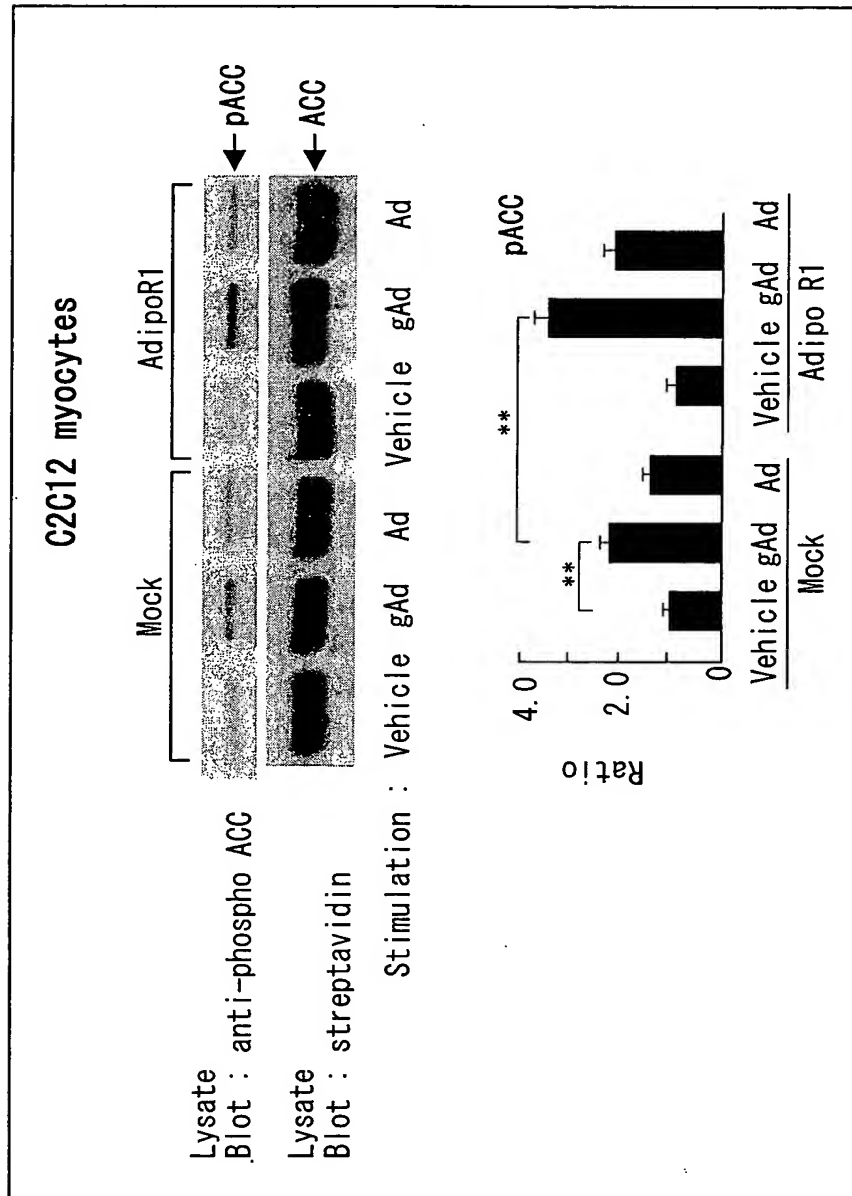 C2C12 myocytes
Mock AdipoR1
Lysate
Blot : anti-phospho ACC
pACC
Lysate
Blot : streptavidin
ACC
Stimulation : Vehicle gAd Ad Vehicle gAd Ad
pACC
**
**
Ratio
4.0
2.0
0
Vehicle gAd Ad Vehicle gAd Ad
Mock Adipo R1